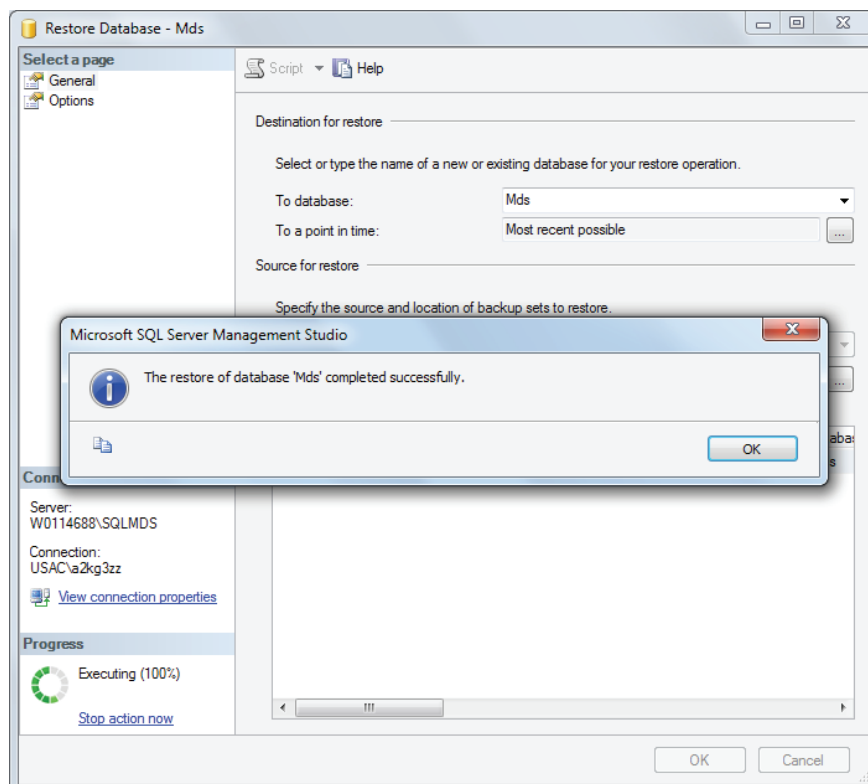 Restore Database - Mds
Select a page
General
Options
Script
Help
Destination for restore
Select or type the name of a new or existing database for your restore operation.
To database:
Mds
To a point in time:
Most recent possible
...
Source for restore
Specify the source and location of backup sets to restore.
Microsoft SQL Server Management Studio
The restore of database 'Mds' completed successfully.
OK
...
Server:
W0114688\SQLMDS
Connection:
USAC\a2kg3zz
View connection properties
Progress
Executing (100%)
Stop action now
OK
Cancel